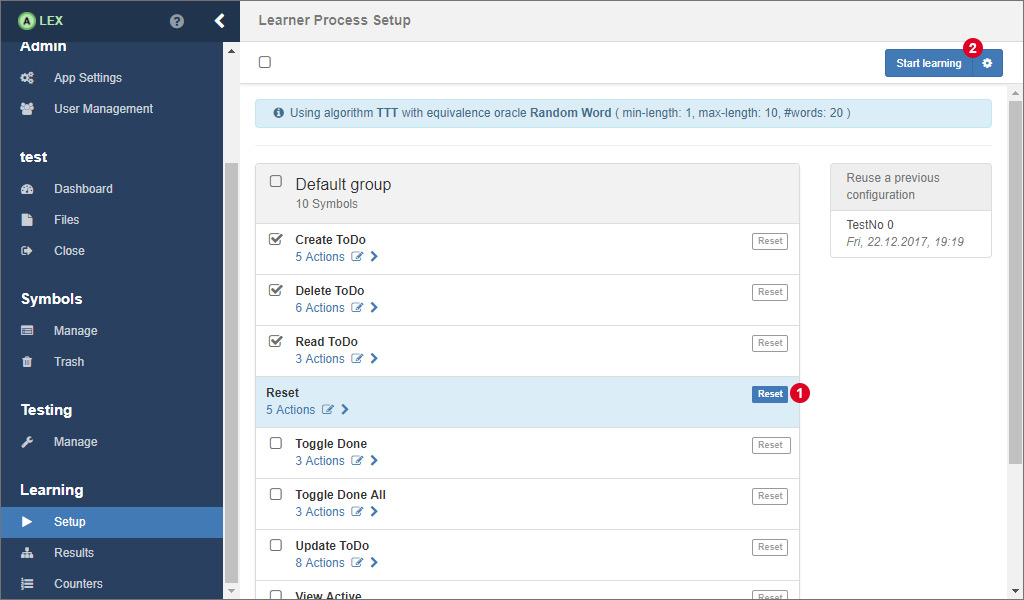 A LEX
?
Admin
App Settings
User Management
test
Dashboard
Files
Close
Symbols
Manage
Trash
Testing
Manage
Learning
Setup
Results
Counters
Learner Process Setup
Start learning
2
Using algorithm TTT with equivalence oracle Random Word ( min-length: 1, max-length: 10, #words: 20 )
Default group
10 Symbols
Create ToDo
Reset
5 Actions
Delete ToDo
Reset
6 Actions
Read ToDo
Reset
3 Actions
Reset
Reset
1
5 Actions
Toggle Done
Reset
3 Actions
Toggle Done All
Reset
3 Actions
Update ToDo
Reset
8 Actions
View Active
Reset
Reuse a previous
configuration
TestNo 0
Fri, 22.12.2017, 19:19